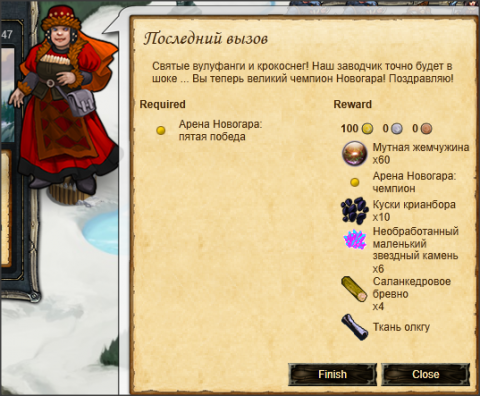 47
Последний вызов
Святые вулуфанги и крокоснег! Наш заводчик точно будет в
шоке ... Вы теперь великий чемпион Новогара! Поздравляю!
Required
Арена Новогара:
пятая победа
Reward
100 0 0
Мутная жемчужина
x60
Арена Новогара:
чемпион
Куски крианбора
x10
Необработанный
маленький
звездный камень
x6
Саланкедровое
бревно
x4
Ткань олкгу
Finish
Close